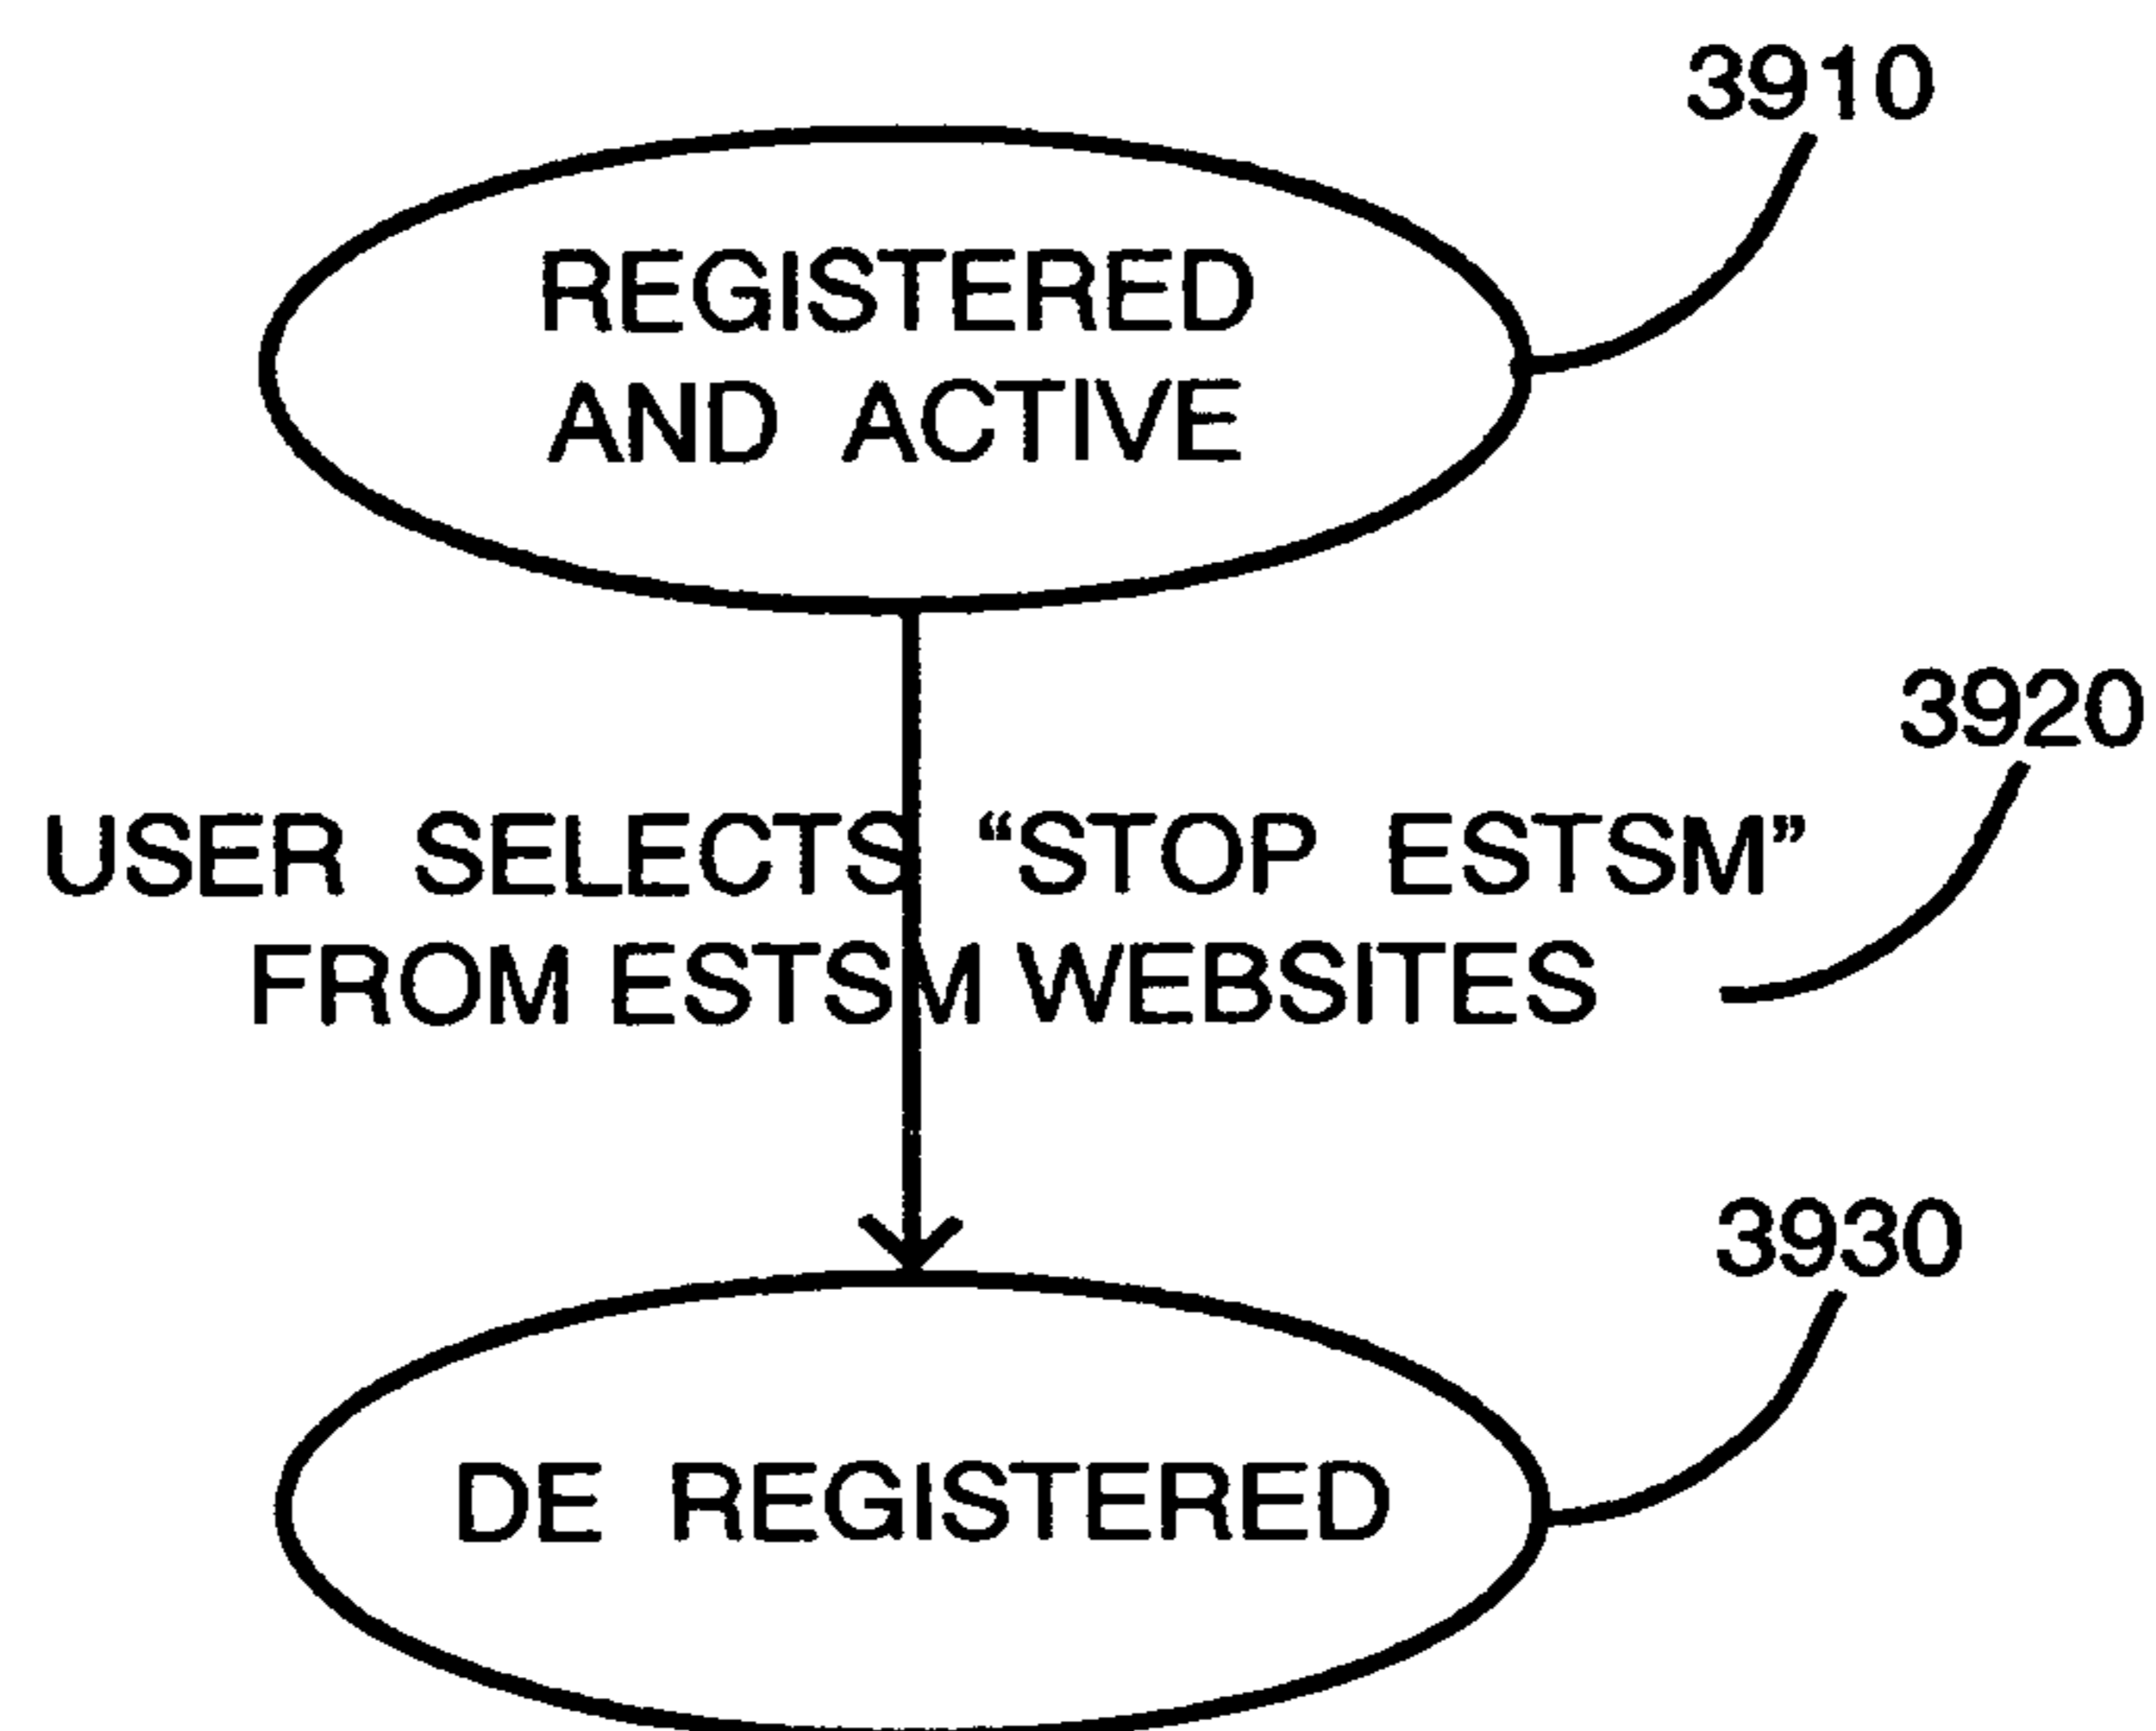 3910
REGISTERED
AND ACTIVE
3920
USER SELECTS “STOP ESTSM”
FROM ESTSM WEBSITES
3930
DE REGISTERED